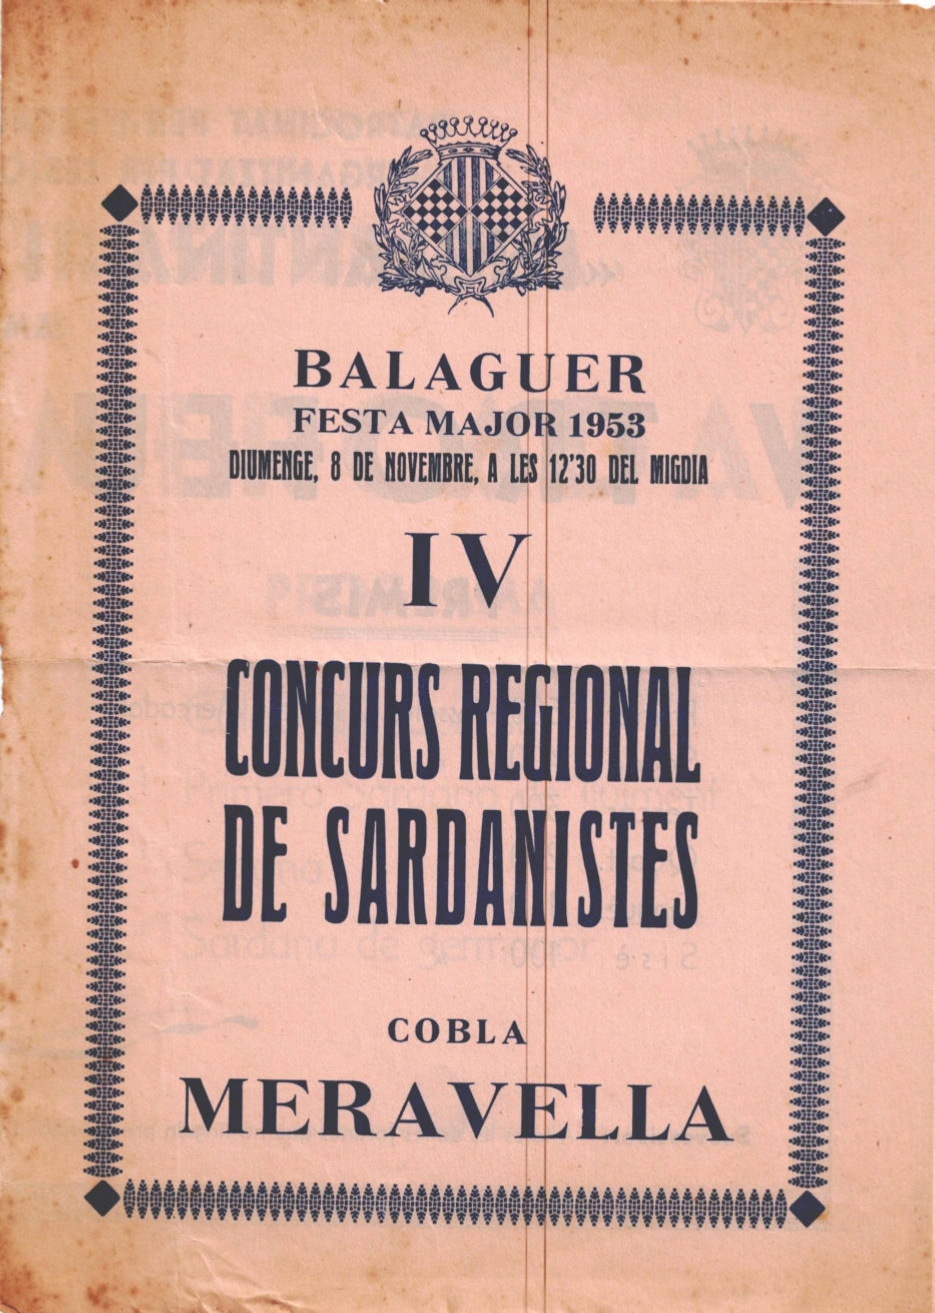 BALAGUER
FESTA MAJOR 1953
DIUMENGE, 8 DE NOVEMBRE, A LES 12'30 DEL MIGDIA
IV
CONCURS REGIONAL
DE SARDANISTES
COBLA
MERAVELLA